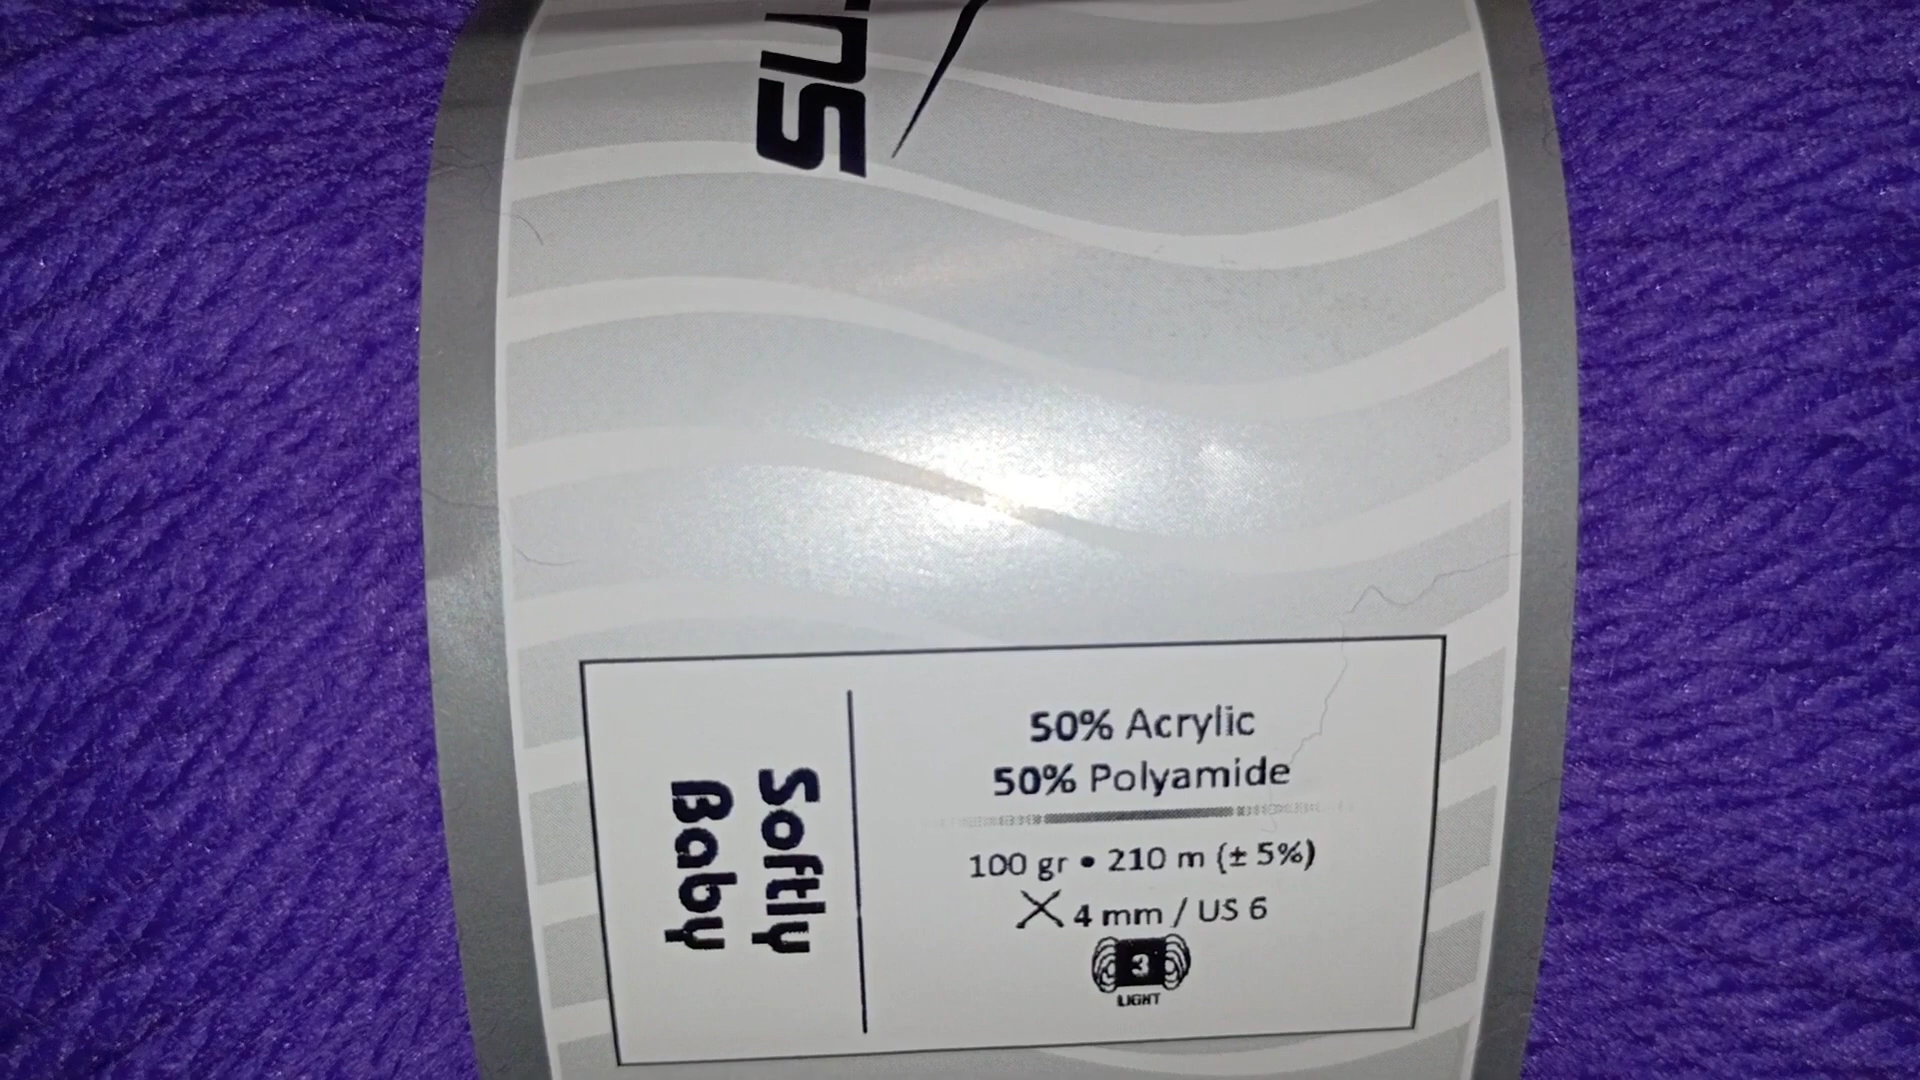 Softly
Baby
50% Acrylic
50% Polyamide
100 gr • 210 m (± 5%)
4 mm / US 6
3
LIGHT